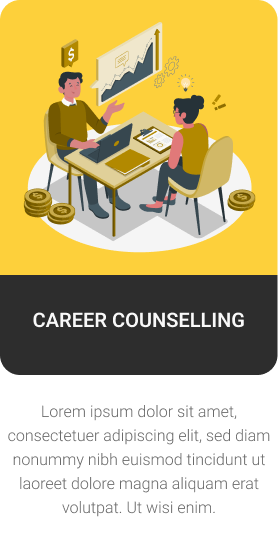 CAREER COUNSELLING
Lorem ipsum dolor sit amet,
consectetuer adipiscing elit, sed diam
nonummy nibh euismod tincidunt ut
laoreet dolore magna aliquam erat
volutpat. Ut wisi enim.